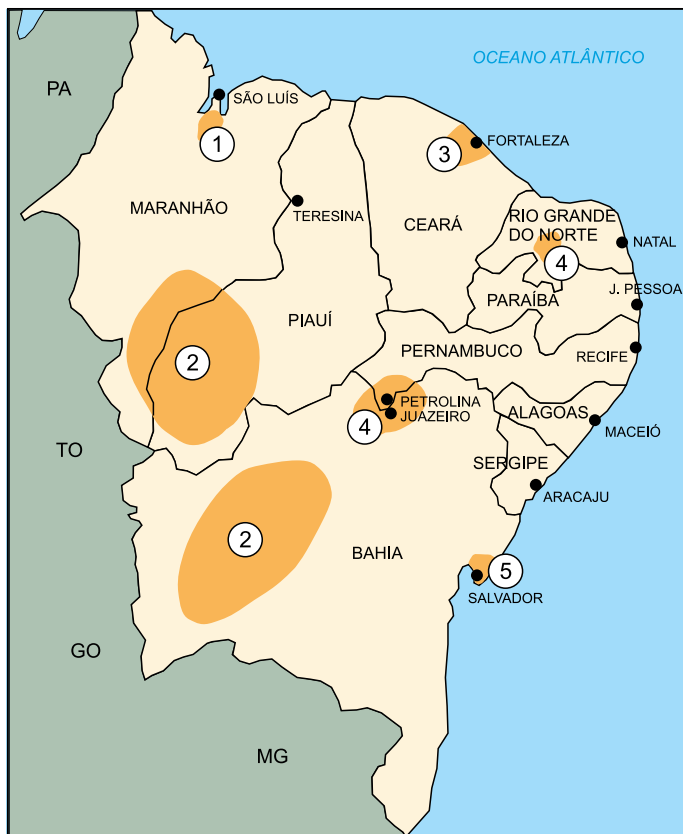 OCEANO ATLÂNTICO
PA
SÃO LUÍS
1
3
FORTALEZA
MARANHÃO
TERESINA
CEARÁ
RIO GRANDE
DO NORTE
NATAL
4
J. PESSOA
PARAÍBA
PIAUÍ
2
PERNAMBUCO
RECIFE
PETROLINA
JUAZEIRO
4
ALAGOAS
MACEIÓ
TO
SERGIPE
ARACAJU
2
BAHIA
5
SALVADOR
GO
MG